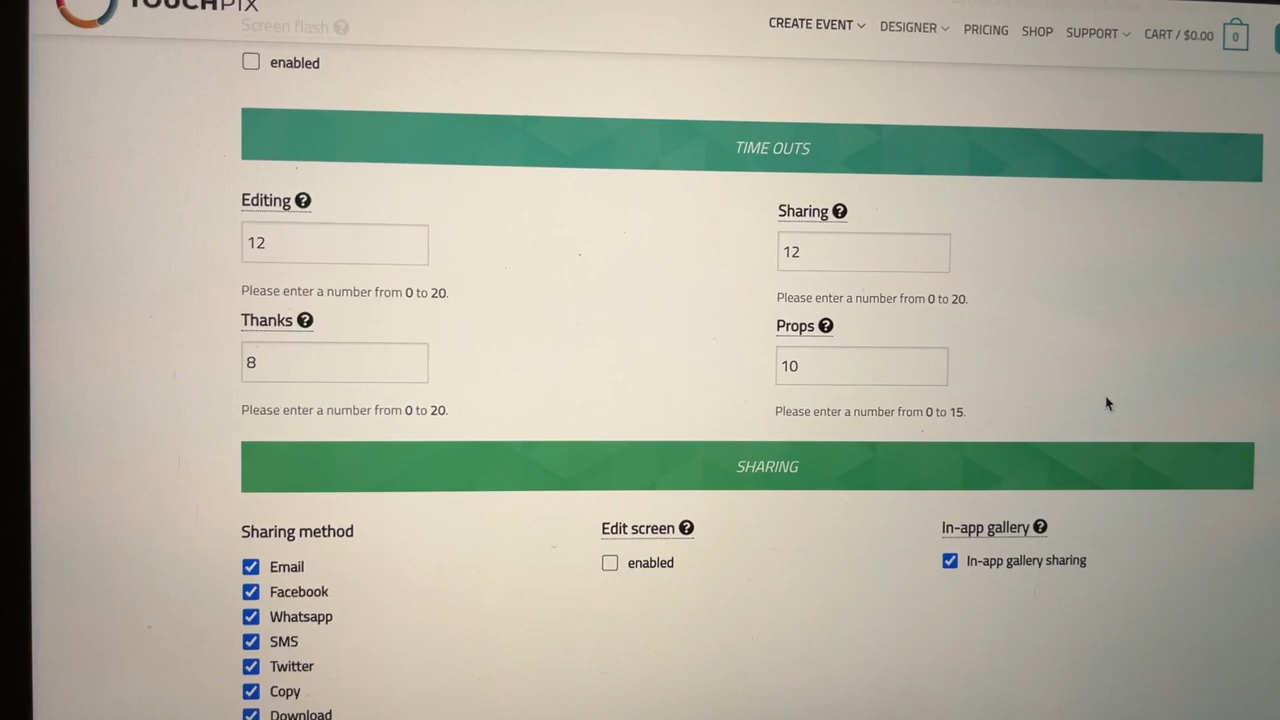 TOUCHPIX
CREATE EVENT
DESIGNER
PRICING
SHOP
SUPPORT
CART / $0.00
0
Screen flash
enabled
TIME OUTS
Editing
12
Please enter a number from 0 to 20.
Sharing
12
Please enter a number from 0 to 20.
Thanks
8
Please enter a number from 0 to 20.
Props
10
Please enter a number from 0 to 15.
SHARING
Sharing method
Email
Facebook
Whatsapp
SMS
Twitter
Copy
Download
Edit screen
enabled
In-app gallery
In-app gallery sharing